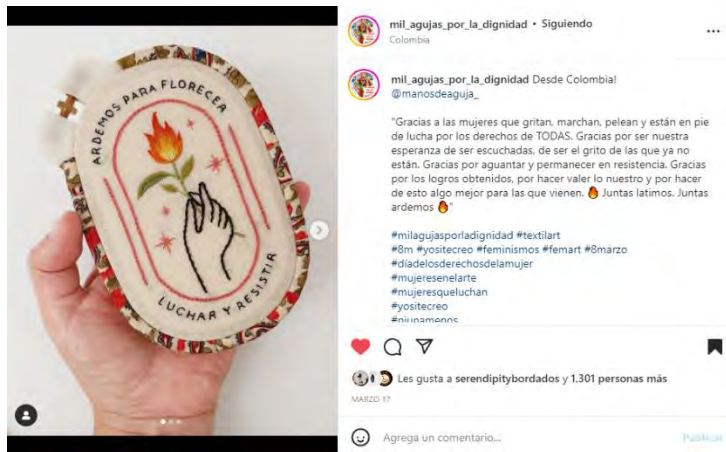 ARDEMOS PARA FLORECER
LUCHAR Y RESISTIR
mil_agujas_por_la_dignidad • Siguiendo
Colombia
mil_agujas_por_la_dignidad Desde Colombia!
@manosdeaguja_
"Gracias a las mujeres que gritan, marchan, pelean y están en pie
de lucha por los derechos de TODAS. Gracias por ser nuestra
esperanza de ser escuchadas, de ser el grito de las que ya no
están. Gracias por aguantar y permanecer en resistencia. Gracias
por los logros obtenidos, por hacer valer lo nuestro y por hacer
de esto algo mejor para las que vienen. 🔥 Juntas latimos. Juntas
ardemos 🔥"
#milagujasporladignidad #textilart
#8m #yositecreo #feminismos #femart #8marzo
#díadelosderechosdelamujer
#mujeresenelarte
#mujeresqueluchan
#yositecreo
#niunamenos
Les gusta a serendipitybordados y 1,301 personas más
MARZO 17
Agrega un comentario...
Publicar